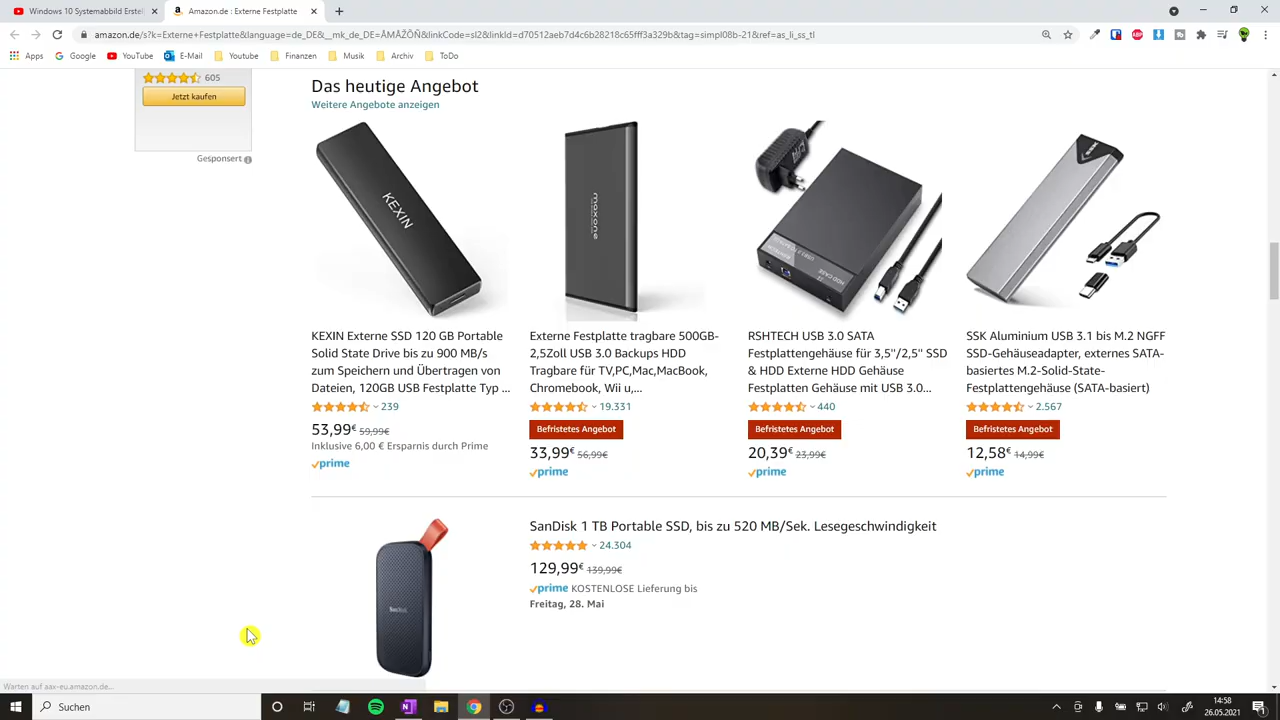 Windows 10 Systemabbild Erstel
Amazon.de : Externe Festplatte
amazon.de/s?k=Externe+Festplatte&language=de_DE&__mk_de_DE=ÅMÅŽÕÑ&linkCode=sl2&linkId=d70512aeb7d4c6b28218c65fff3a329b&tag=simpl08b-21&ref=as_li_ss_tl
Apps
Google
YouTube
E-Mail
Youtube
Finanzen
Musik
Archiv
ToDo
605
Jetzt kaufen
Gesponsert
Das heutige Angebot
Weitere Angebote anzeigen
KEXIN
maxone
SSK
KEXIN Externe SSD 120 GB Portable
Solid State Drive bis zu 900 MB/s
zum Speichern und Übertragen von
Dateien, 120GB USB Festplatte Typ ...
239
53,99€ 59,99€
Inklusive 6,00 € Ersparnis durch Prime
prime
Externe Festplatte tragbare 500GB-
2,5Zoll USB 3.0 Backups HDD
Tragbare für TV,PC,Mac,MacBook,
Chromebook, Wii u,...
19.331
Befristetes Angebot
33,99€ 56,99€
prime
RSHTECH USB 3.0 SATA
Festplattengehäuse für 3,5"/2,5" SSD
& HDD Externe HDD Gehäuse
Festplatten Gehäuse mit USB 3.0...
440
Befristetes Angebot
20,39€ 23,99€
prime
SSK Aluminium USB 3.1 bis M.2 NGFF
SSD-Gehäuseadapter, externes SATA-
basiertes M.2-Solid-State-
Festplattengehäuse (SATA-basiert)
2.567
Befristetes Angebot
12,58€ 14,99€
prime
SanDisk
SanDisk 1 TB Portable SSD, bis zu 520 MB/Sek. Lesegeschwindigkeit
24.304
129,99€ 139,99€
prime KOSTENLOSE Lieferung bis
Freitag, 28. Mai
Warten auf aax-eu.amazon.de...
Suchen
14:58
26.05.2021